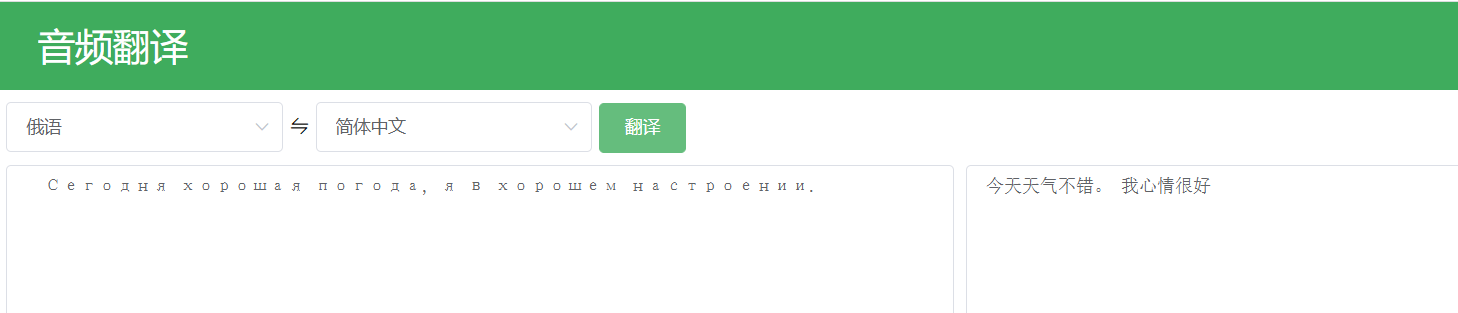 音频翻译
俄语 ⇋ 简体中文 翻译
Сегодня хорошая погода, я в хорошем настроении.
今天天气不错。 我心情很好